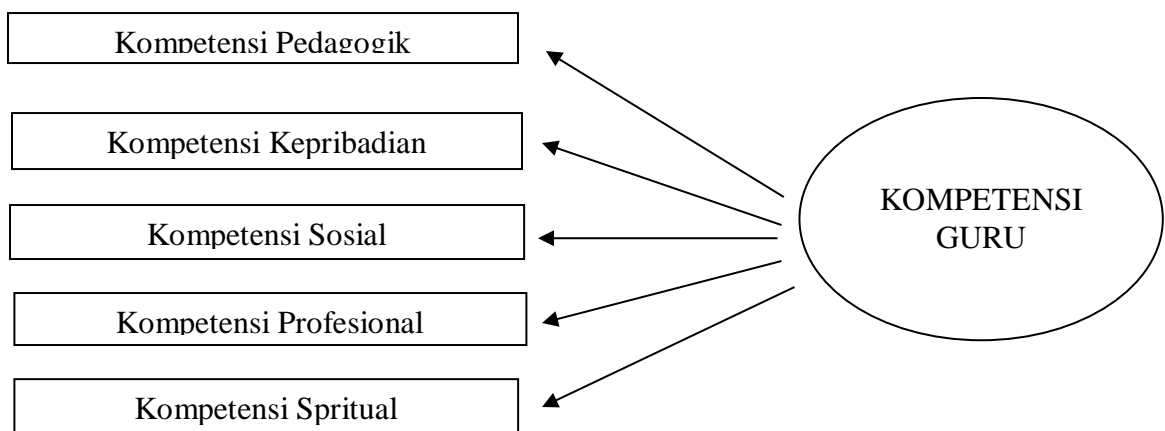 Kompetensi Pedagogik
Kompetensi Kepribadian
Kompetensi Sosial
Kompetensi Profesional
Kompetensi Spritual
KOMPETENSI
GURU